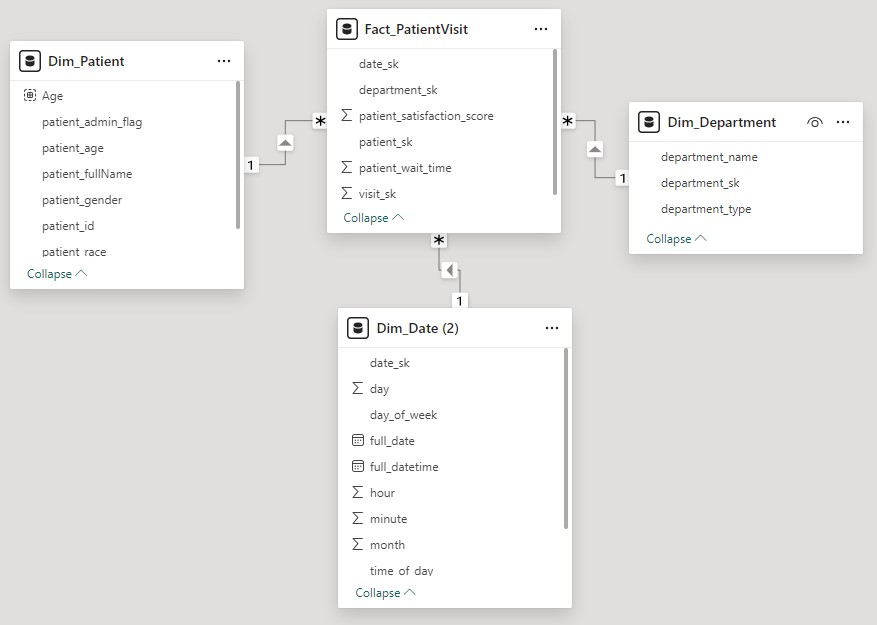 Dim_Patient
Age
patient_admin_flag
patient_age
patient_fullName
patient_gender
patient_id
patient_race
Collapse
1
*
Fact_PatientVisit
date_sk
department_sk
patient_satisfaction_score
patient_sk
patient_wait_time
visit_sk
Collapse
*
1
Dim_Department
department_name
department_sk
department_type
Collapse
*
1
Dim_Date (2)
date_sk
day
day_of_week
full_date
full_datetime
hour
minute
month
time_of_day
Collapse